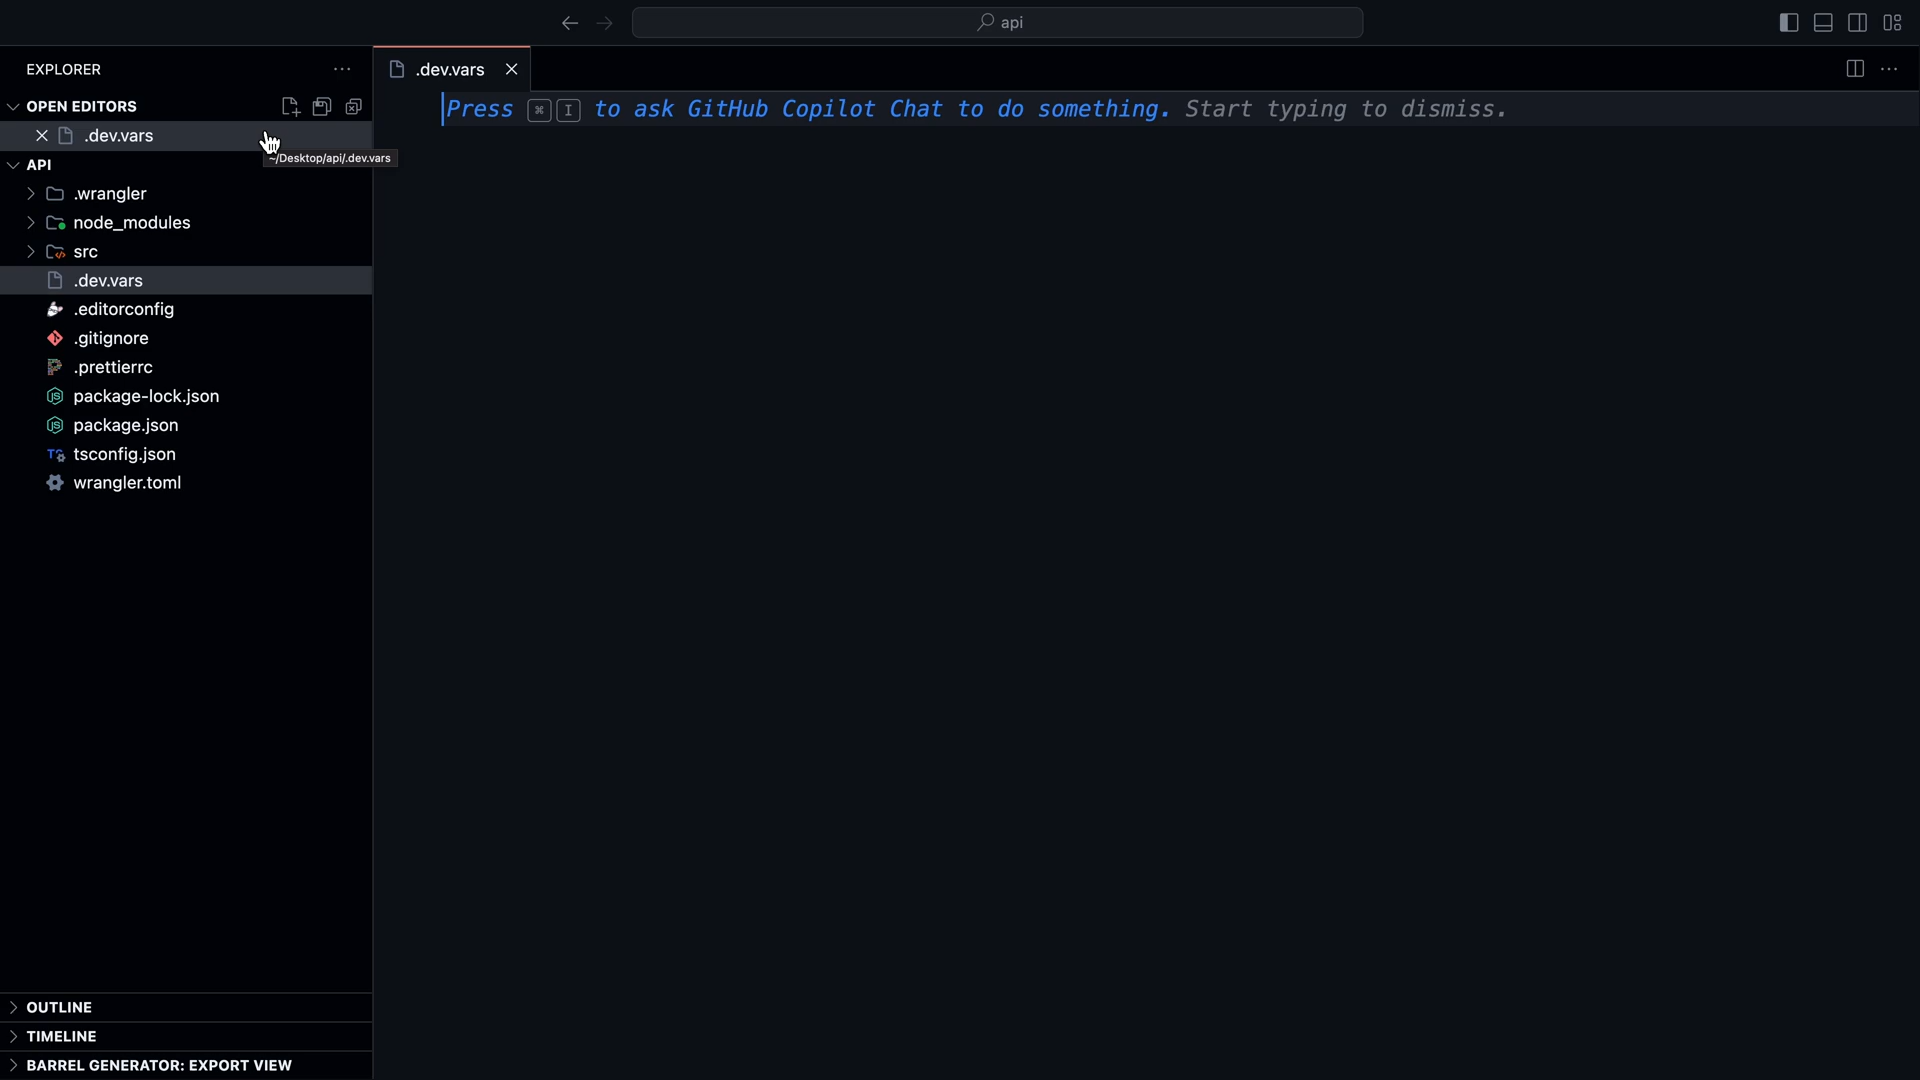 api
EXPLORER
OPEN EDITORS
.dev.vars
~/Desktop/api/.dev.vars
API
.wrangler
node_modules
src
.dev.vars
.editorconfig
.gitignore
.prettierrc
package-lock.json
package.json
tsconfig.json
wrangler.toml
OUTLINE
TIMELINE
BARREL GENERATOR: EXPORT VIEW
.dev.vars
Press ⌘ I to ask GitHub Copilot Chat to do something. Start typing to dismiss.